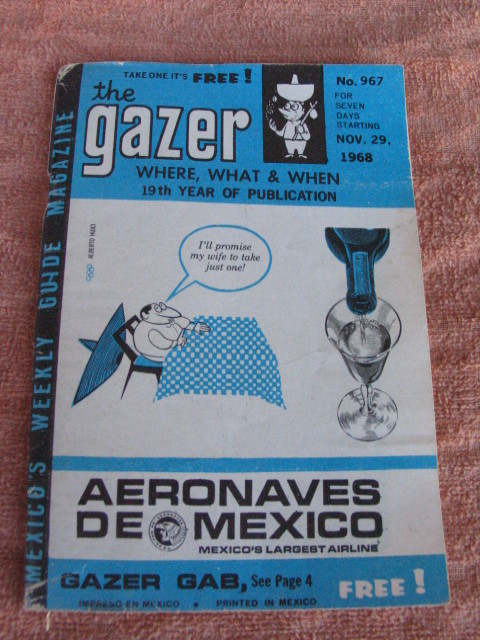 TAKE ONE IT'S FREE!
the
gazer
No. 967
FOR
SEVEN
DAYS
STARTING
NOV. 29,
1968
WHERE, WHAT & WHEN
19th YEAR OF PUBLICATION
MEXICO'S WEEKLY GUIDE MAGAZINE
I'll promise
my wife to take
just one!
AERONAVES
DE MEXICO
MEXICO'S LARGEST AIRLINE
GAZER GAB, See Page 4
FREE!
IMPRESO EN MEXICO • PRINTED IN MEXICO